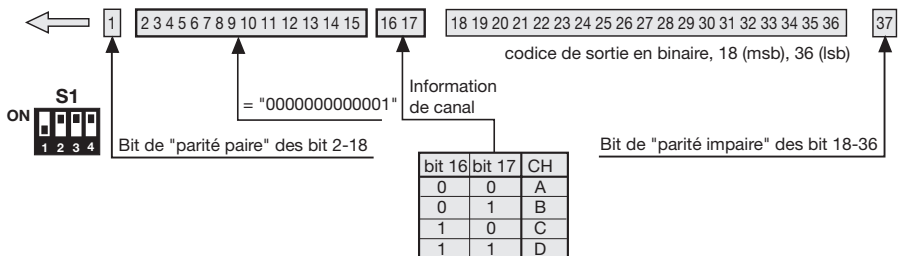 1 2 3 4 5 6 7 8 9 10 11 12 13 14 15 16 17 18 19 20 21 22 23 24 25 26 27 28 29 30 31 32 33 34 35 36 37
codice de sortie en binaire, 18 (msb), 36 (lsb)
S1
ON
1 2 3 4
= "0000000000001"
Information
de canal
Bit de "parité paire" des bit 2-18
Bit de "parité impaire" des bit 18-36
bit 16 bit 17 CH
0 0 A
0 1 B
1 0 C
1 1 D